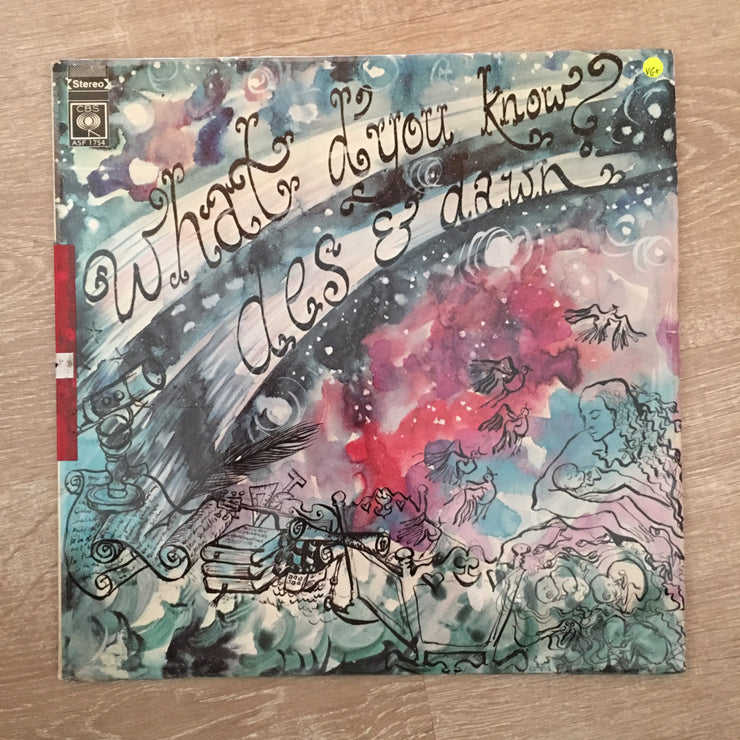 Stereo
CBS
ASF 1754
VG+
What d'you know?
des & dawn